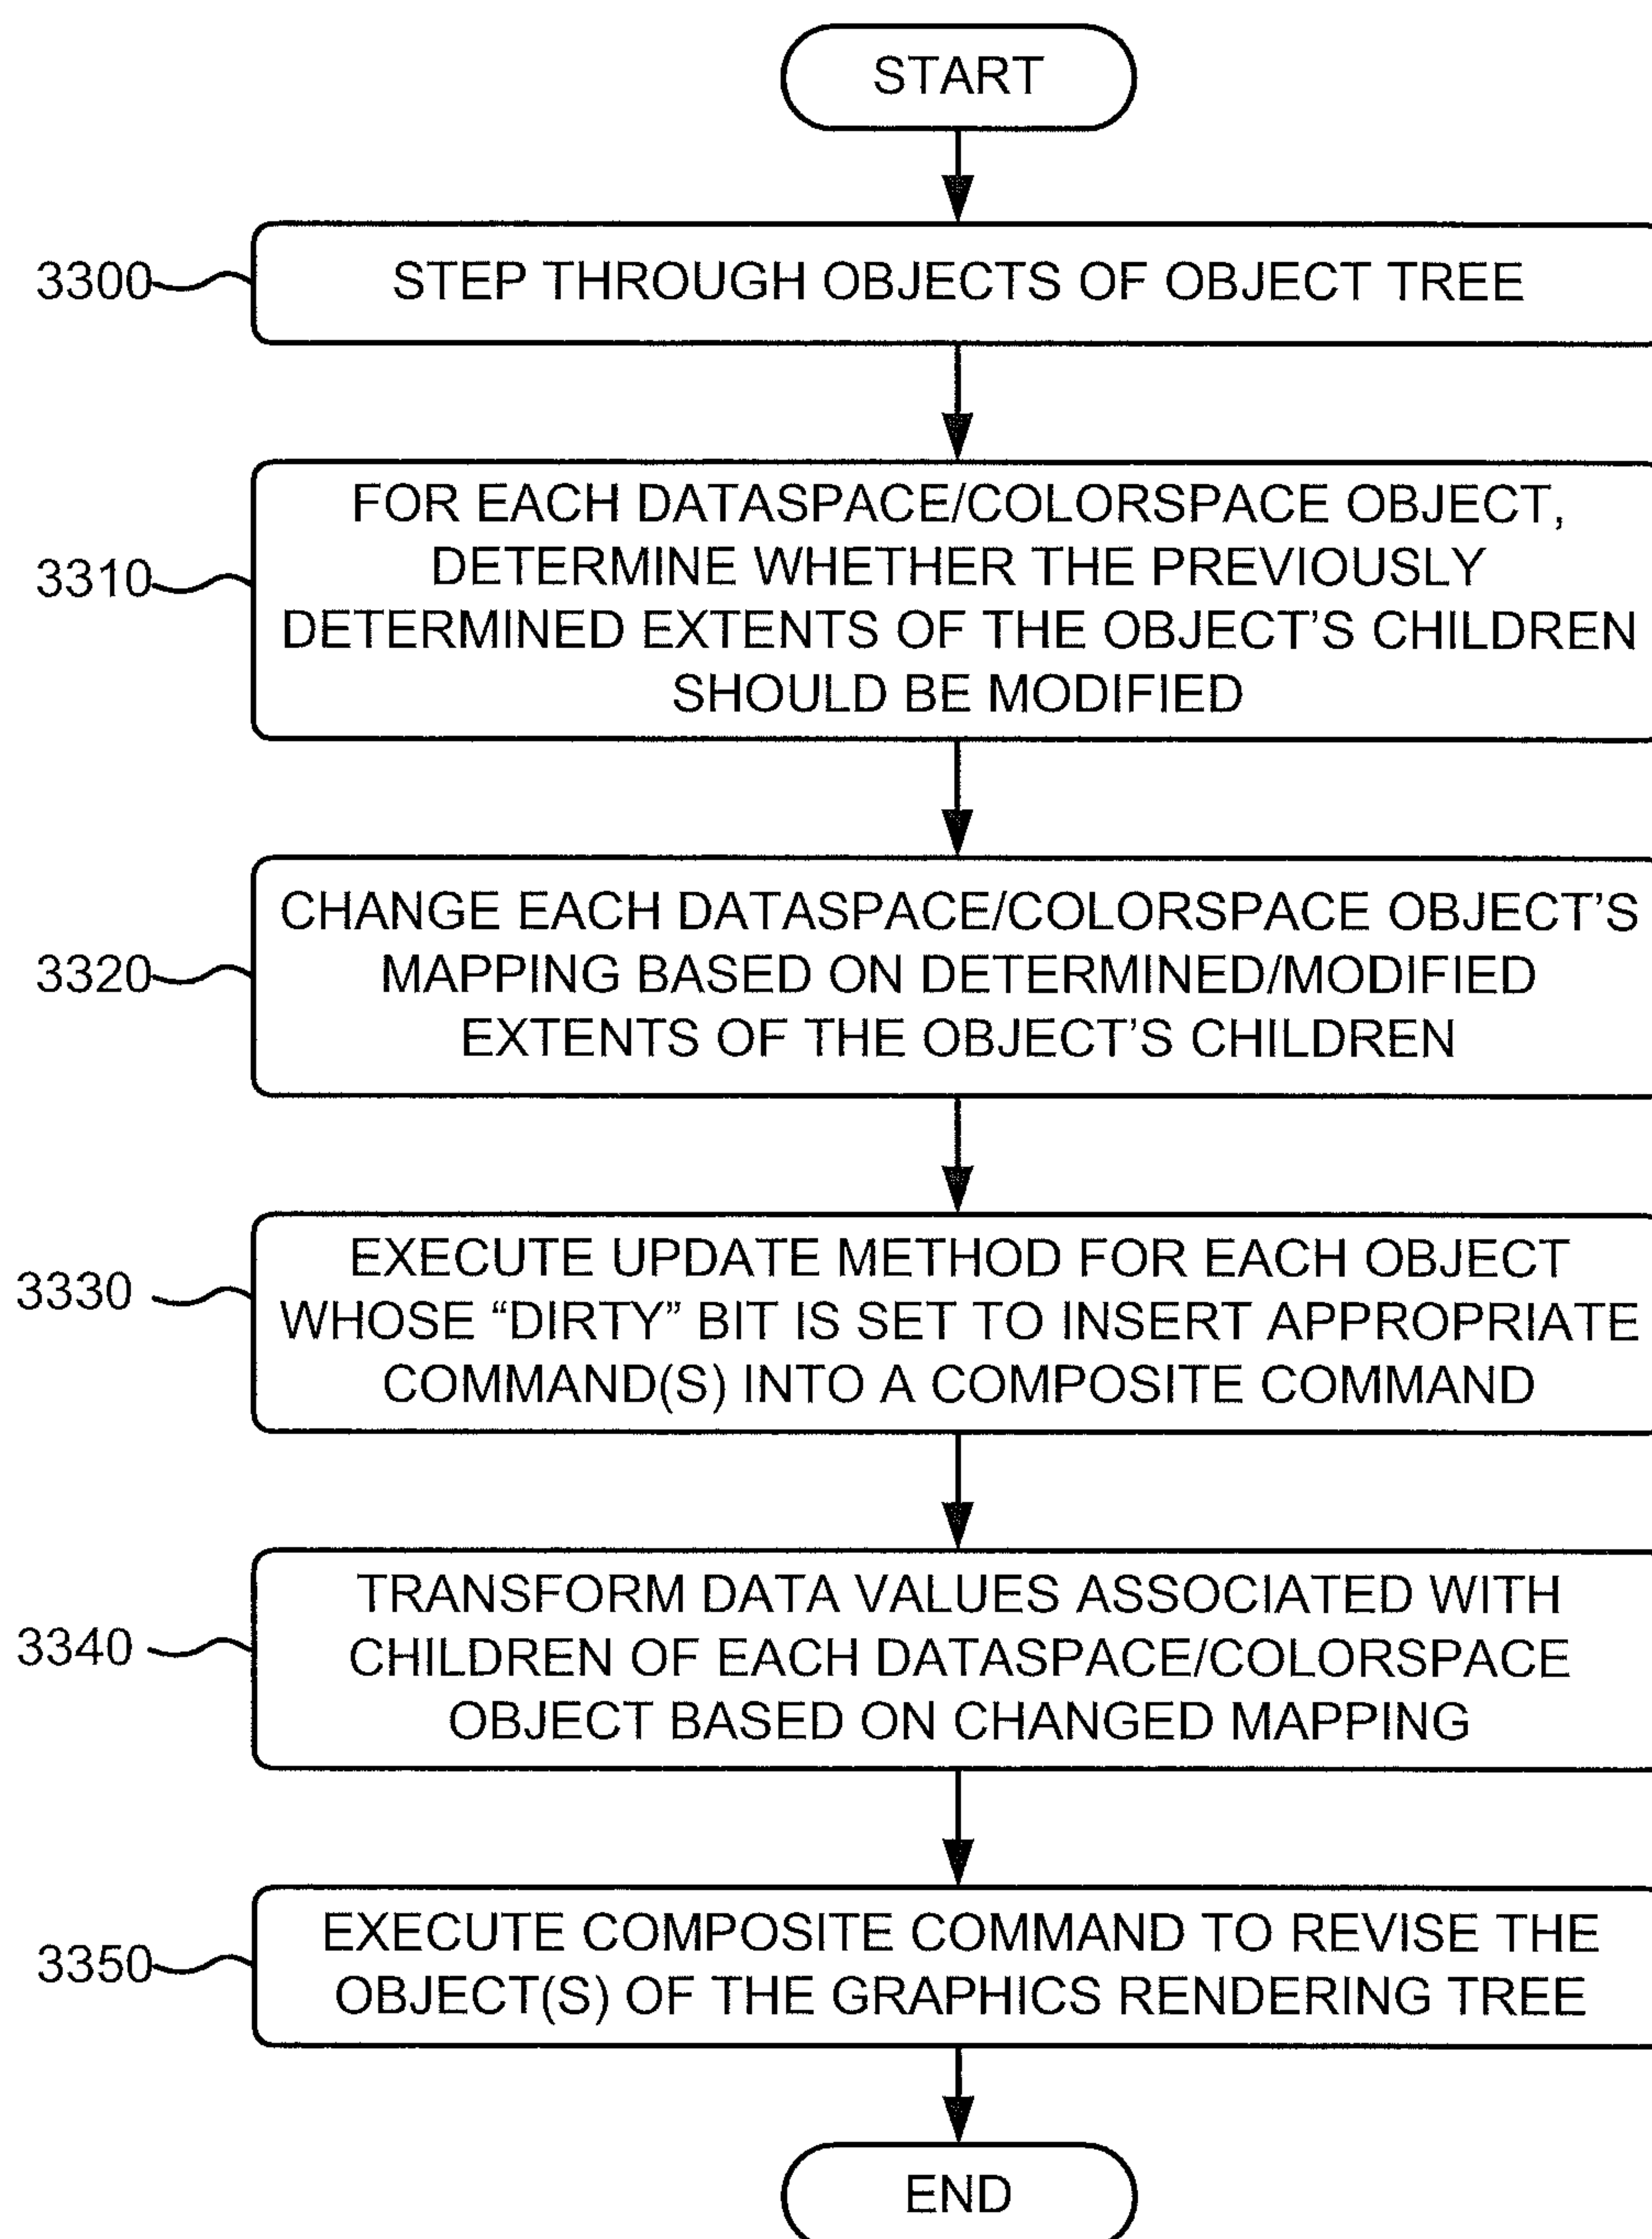 START
3300
STEP THROUGH OBJECTS OF OBJECT TREE
3310
FOR EACH DATASPACE/COLORSPACE OBJECT,
DETERMINE WHETHER THE PREVIOUSLY
DETERMINED EXTENTS OF THE OBJECT’S CHILDREN
SHOULD BE MODIFIED
3320
CHANGE EACH DATASPACE/COLORSPACE OBJECT’S
MAPPING BASED ON DETERMINED/MODIFIED
EXTENTS OF THE OBJECT’S CHILDREN
3330
EXECUTE UPDATE METHOD FOR EACH OBJECT
WHOSE “DIRTY” BIT IS SET TO INSERT APPROPRIATE
COMMAND(S) INTO A COMPOSITE COMMAND
3340
TRANSFORM DATA VALUES ASSOCIATED WITH
CHILDREN OF EACH DATASPACE/COLORSPACE
OBJECT BASED ON CHANGED MAPPING
3350
EXECUTE COMPOSITE COMMAND TO REVISE THE
OBJECT(S) OF THE GRAPHICS RENDERING TREE
END